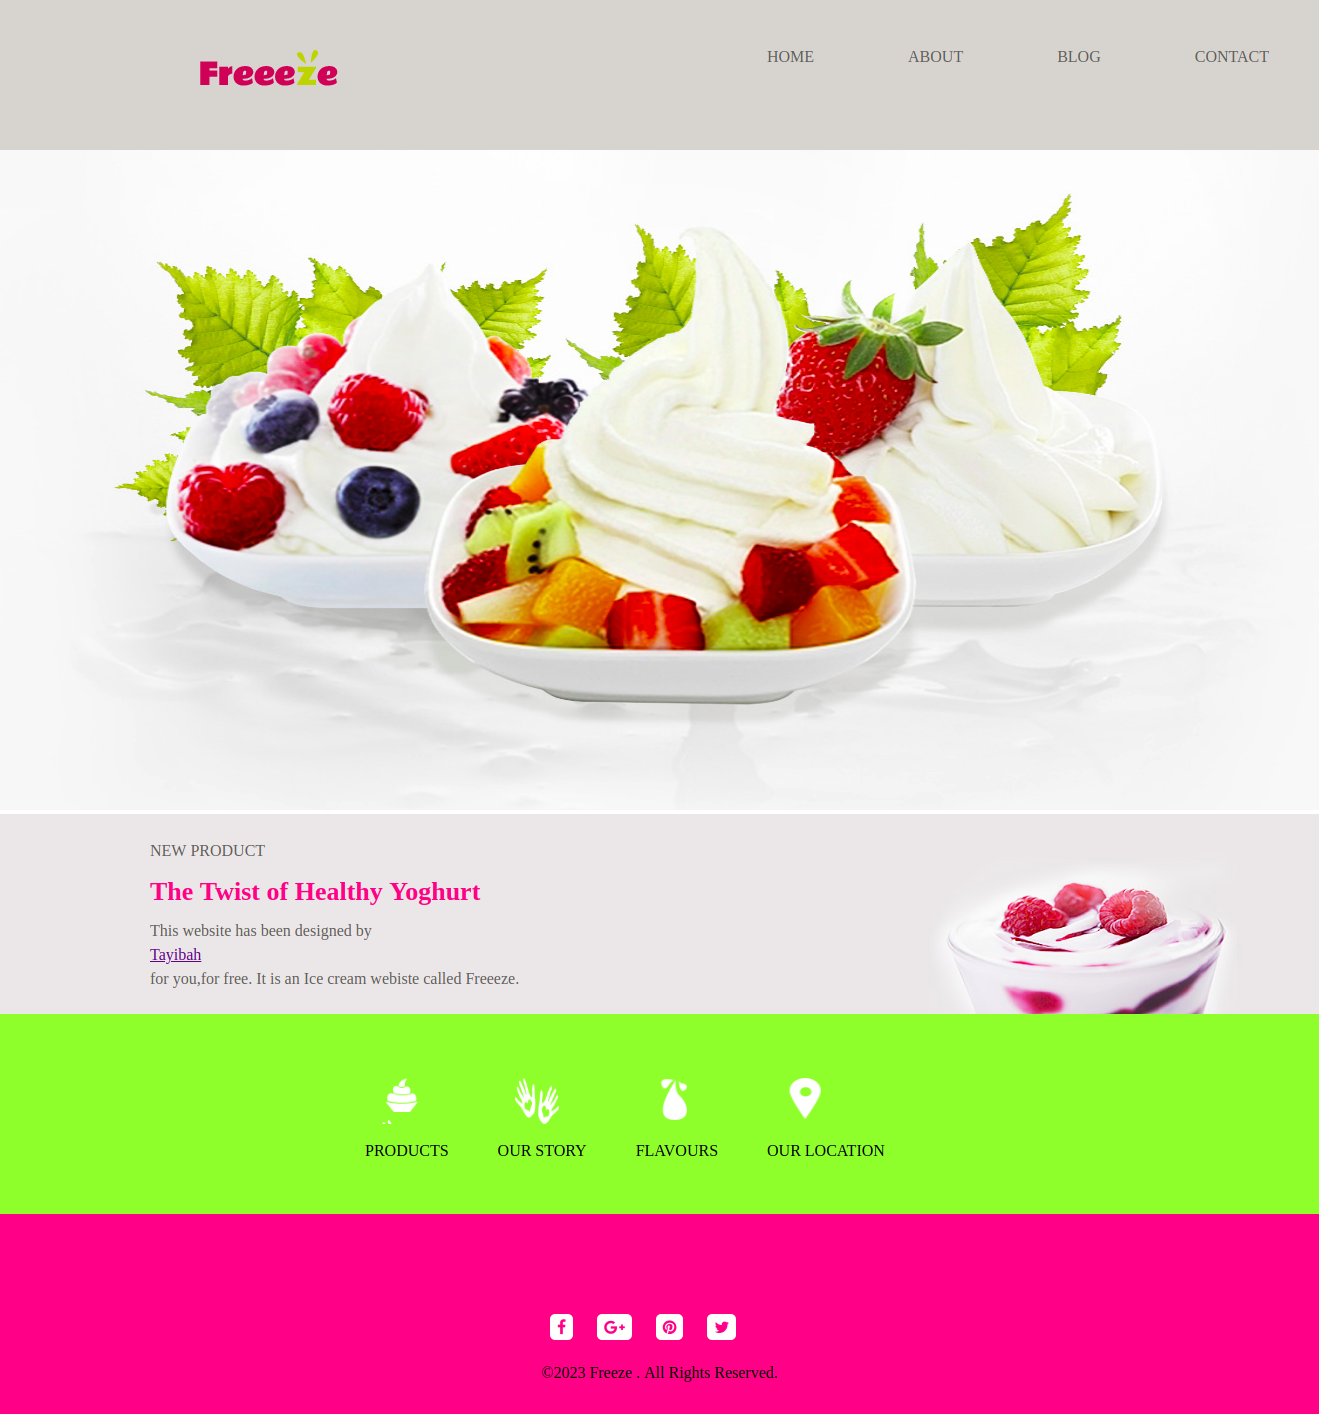 Freeeze
HOME ABOUT BLOG CONTACT
NEW PRODUCT
The Twist of Healthy Yoghurt
This website has been designed by
Tayibah
for you,for free. It is an Ice cream webiste called Freeeze.
PRODUCTS OUR STORY FLAVOURS OUR LOCATION
©2023 Freeze . All Rights Reserved.